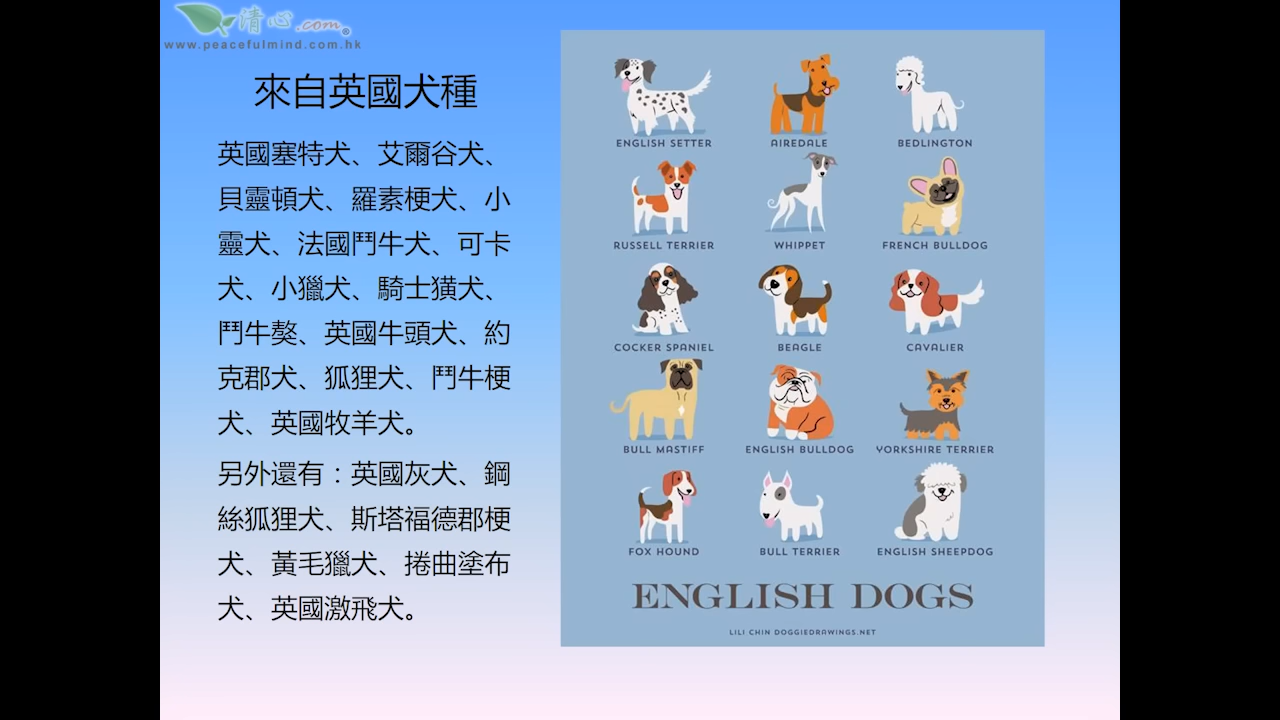 清心.com®
www.peacefulmind.com.hk
來自英國犬種
英國塞特犬、艾爾谷犬、
貝靈頓犬、羅素梗犬、小
靈犬、法國鬥牛犬、可卡
犬、小獵犬、騎士獚犬、
鬥牛獒、英國牛頭犬、約
克郡犬、狐狸犬、鬥牛梗
犬、英國牧羊犬。
另外還有：英國灰犬、鋼
絲狐狸犬、斯塔福德郡梗
犬、黃毛獵犬、捲曲塗布
犬、英國激飛犬。
ENGLISH SETTER
AIREDALE
BEDLINGTON
RUSSELL TERRIER
WHIPPET
FRENCH BULLDOG
COCKER SPANIEL
BEAGLE
CAVALIER
BULL MASTIFF
ENGLISH BULLDOG
YORKSHIRE TERRIER
FOX HOUND
BULL TERRIER
ENGLISH SHEEPDOG
ENGLISH DOGS
LILI CHIN DOGGIEDRAWINGS.NET